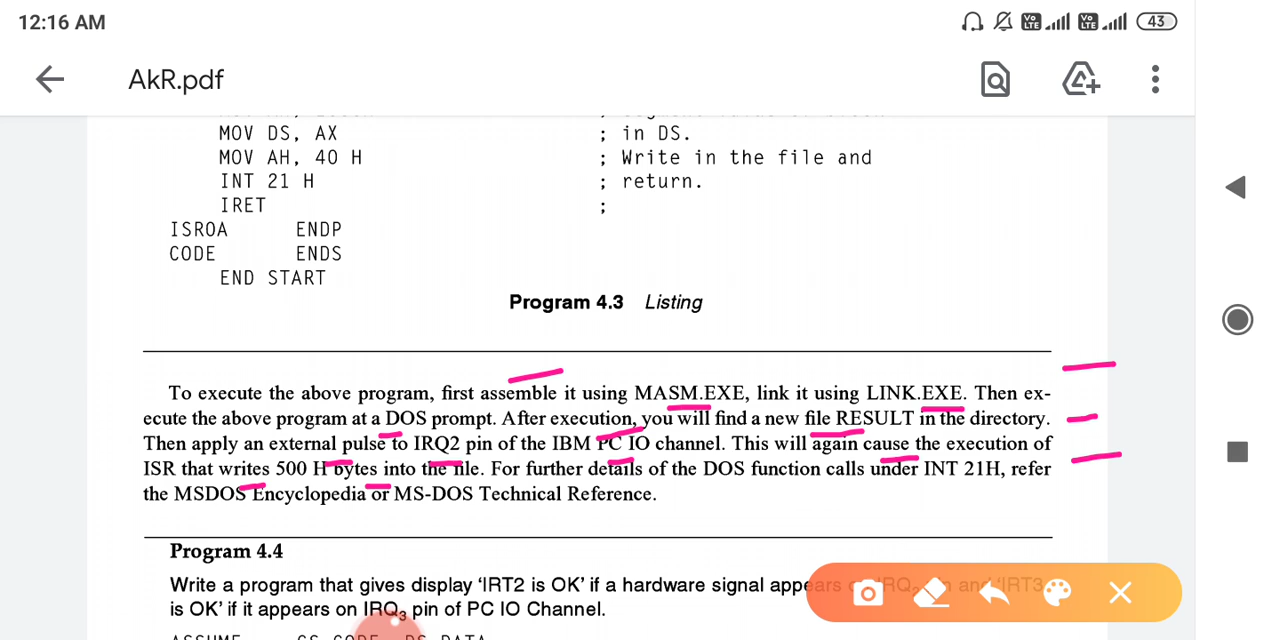 12:16 AM
43
AkR.pdf
MOV DS, AX ; in DS.
MOV AH, 40 H ; Write in the file and
INT 21 H ; return.
IRET ;
ISROA ENDP
CODE ENDS
END START
Program 4.3 Listing
To execute the above program, first assemble it using MASM.EXE, link it using LINK.EXE. Then ex-
ecute the above program at a DOS prompt. After execution, you will find a new file RESULT in the directory.
Then apply an external pulse to IRQ2 pin of the IBM PC IO channel. This will again cause the execution of
ISR that writes 500 H bytes into the file. For further details of the DOS function calls under INT 21H, refer
the MSDOS Encyclopedia or MS-DOS Technical Reference.
Program 4.4
Write a program that gives display ‘IRT2 is OK’ if a hardware signal appears IRQ2 and ‘IRT3
is OK’ if it appears on IRQ3 pin of PC IO Channel.